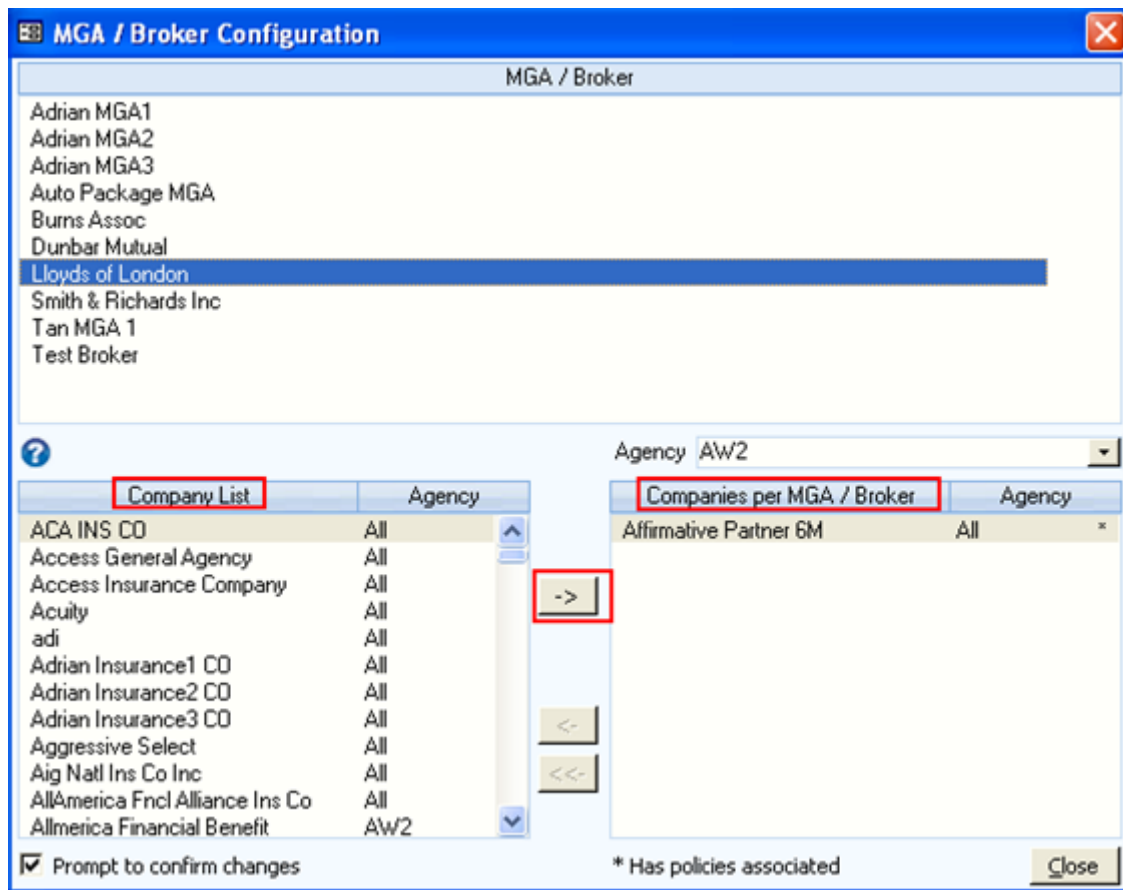 MGA / Broker Configuration
MGA / Broker
Adrian MGA1
Adrian MGA2
Adrian MGA3
Auto Package MGA
Burns Assoc
Dunbar Mutual
Lloyds of London
Smith & Richards Inc
Tan MGA 1
Test Broker
Agency AW2
Company List Agency
ACA INS CO All
Access General Agency All
Access Insurance Company All
Acuity All
adi All
Adrian Insurance1 CO All
Adrian Insurance2 CO All
Adrian Insurance3 CO All
Aggressive Select All
Aig Natl Ins Co Inc All
AllAmerica Fncl Alliance Ins Co All
Allmerica Financial Benefit AW2
->
<-
<<-
Companies per MGA / Broker Agency
Affirmative Partner 6M All *
Prompt to confirm changes
* Has policies associated
Close